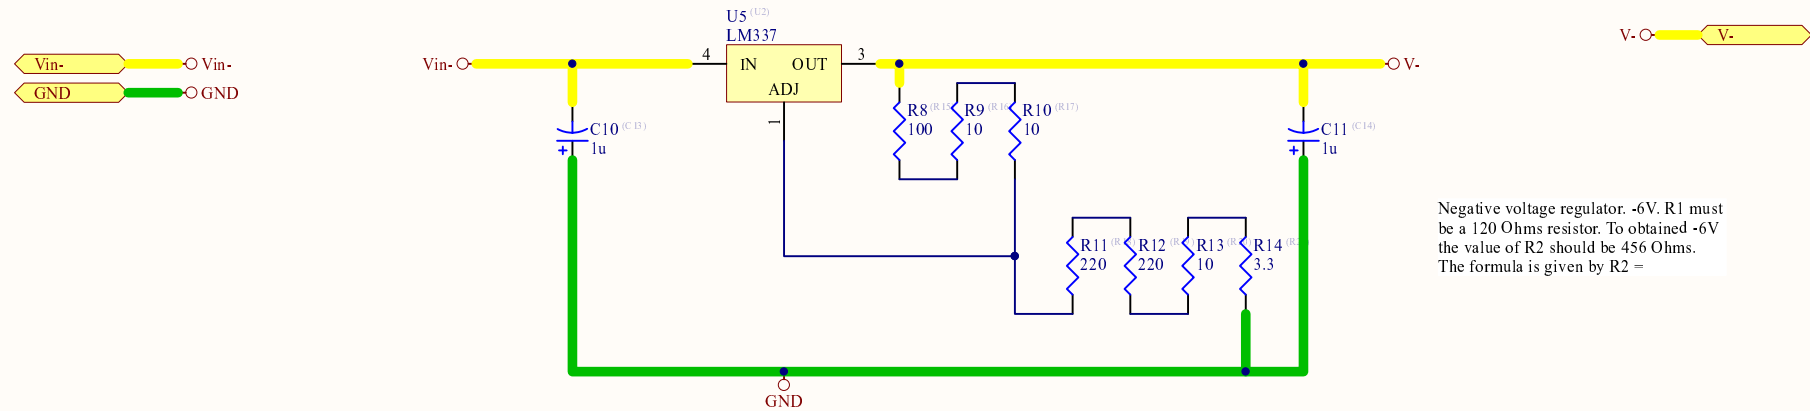 U5 (U2)
LM337
Vin-
Vin-
GND
GND
Vin-
4
IN
OUT
ADJ
3
1
V-
V-
V-
C10 (C13)
1u
R8 (R15
100
R9 (R16
10
R10 (R17)
10
C11 (C14)
1u
R11
220
R12
220
R13
10
R14
3.3
Negative voltage regulator. -6V. R1 must
be a 120 Ohms resistor. To obtained -6V
the value of R2 should be 456 Ohms.
The formula is given by R2 =
GND